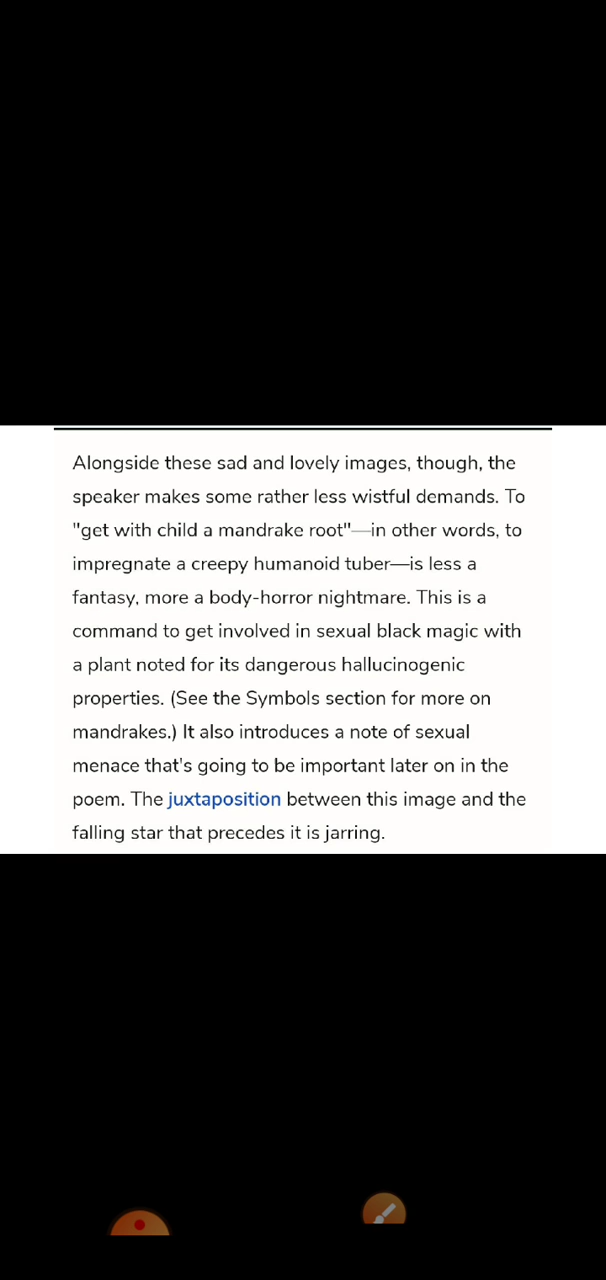 Alongside these sad and lovely images, though, the
speaker makes some rather less wistful demands. To
"get with child a mandrake root"—in other words, to
impregnate a creepy humanoid tuber—is less a
fantasy, more a body-horror nightmare. This is a
command to get involved in sexual black magic with
a plant noted for its dangerous hallucinogenic
properties. (See the Symbols section for more on
mandrakes.) It also introduces a note of sexual
menace that's going to be important later on in the
poem. The juxtaposition between this image and the
falling star that precedes it is jarring.